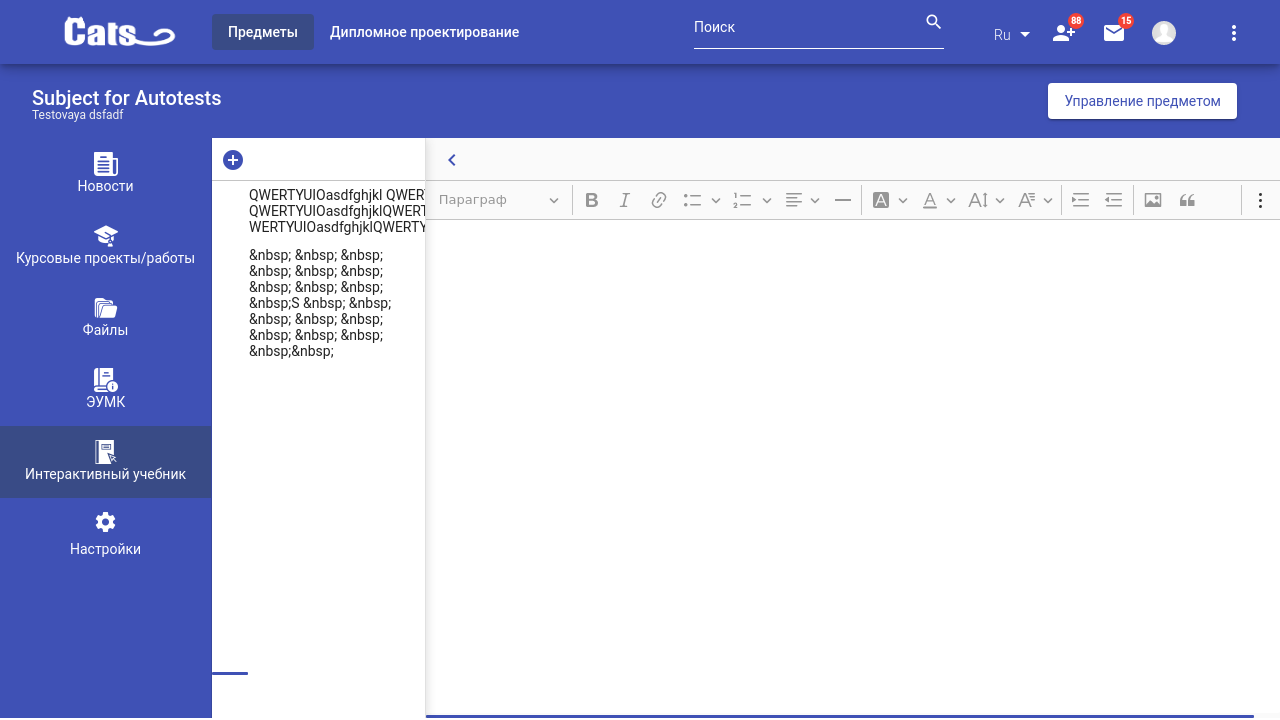 Cats
Предметы
Дипломное проектирование
Поиск
Ru
88
15
Subject for Autotests
Testovaya dsfadf
Управление предметом
Новости
Курсовые проекты/работы
Файлы
ЭУМК
Интерактивный учебник
Настройки
QWERTYUIOasdfghjkl QWER
QWERTYUIOasdfghjklQWERT
WERTYUIOasdfghjklQWERTY
&nbsp; &nbsp; &nbsp;
&nbsp; &nbsp; &nbsp;
&nbsp; &nbsp; &nbsp;
&nbsp;S &nbsp; &nbsp;
&nbsp; &nbsp; &nbsp;
&nbsp; &nbsp; &nbsp;
&nbsp;&nbsp;
Параграф